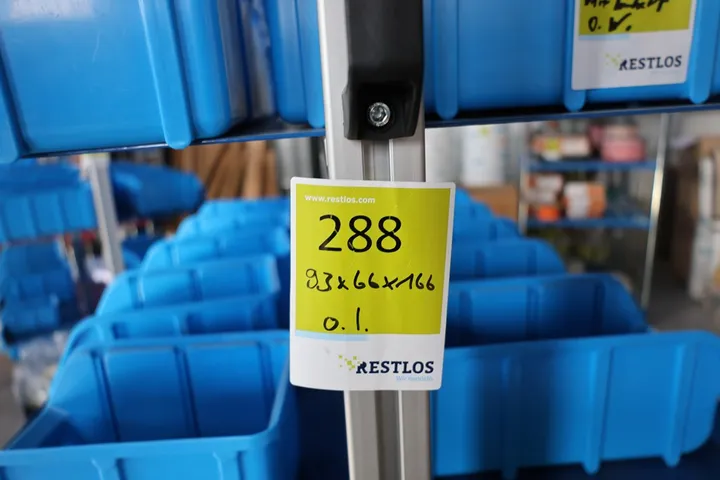 RESTLOS
www.restlos.com
288
93x66x166
o. l.
RESTLOS